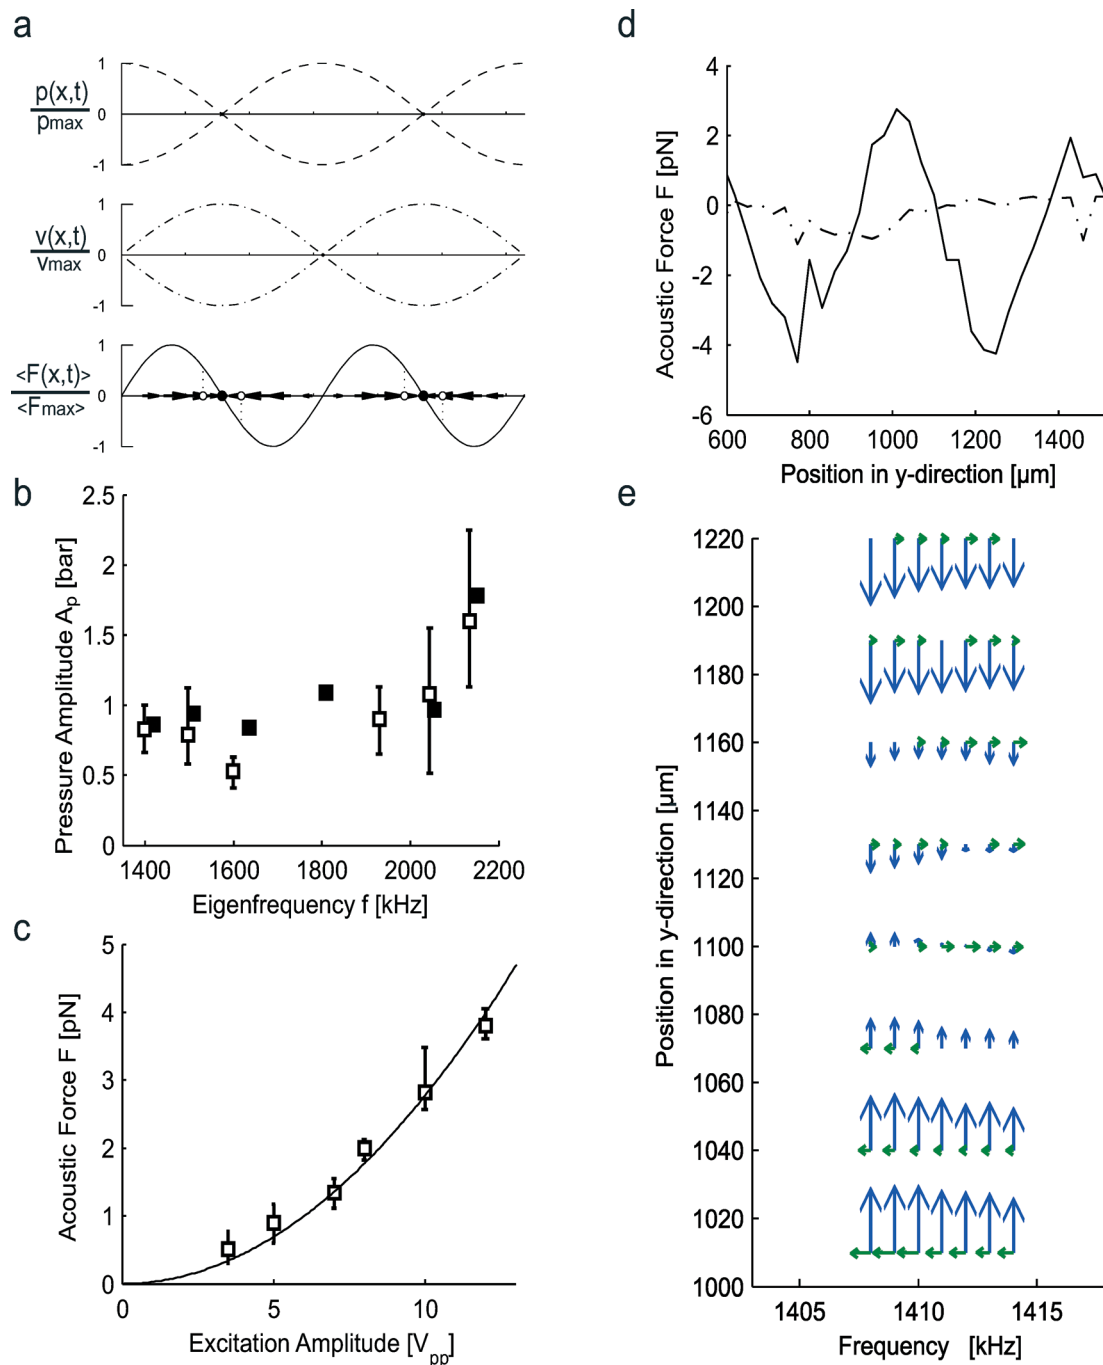 a
p(x,t)
pmax
1
0
-1
v(x,t)
vmax
1
0
-1
<F(x,t)>
<Fmax>
1
0
-1
b
Pressure Amplitude Ap [bar]
2.5
2
1.5
1
0.5
0
1400 1600 1800 2000 2200
Eigenfrequency f [kHz]
c
Acoustic Force F [pN]
5
4
3
2
1
0
0 5 10
Excitation Amplitude [Vpp]
d
Acoustic Force F [pN]
4
2
0
-2
-4
-6
600 800 1000 1200 1400
Position in y-direction [µm]
e
Position in y-direction [µm]
1220
1200
1180
1160
1140
1120
1100
1080
1060
1040
1020
1000
1405 1410 1415
Frequency [kHz]